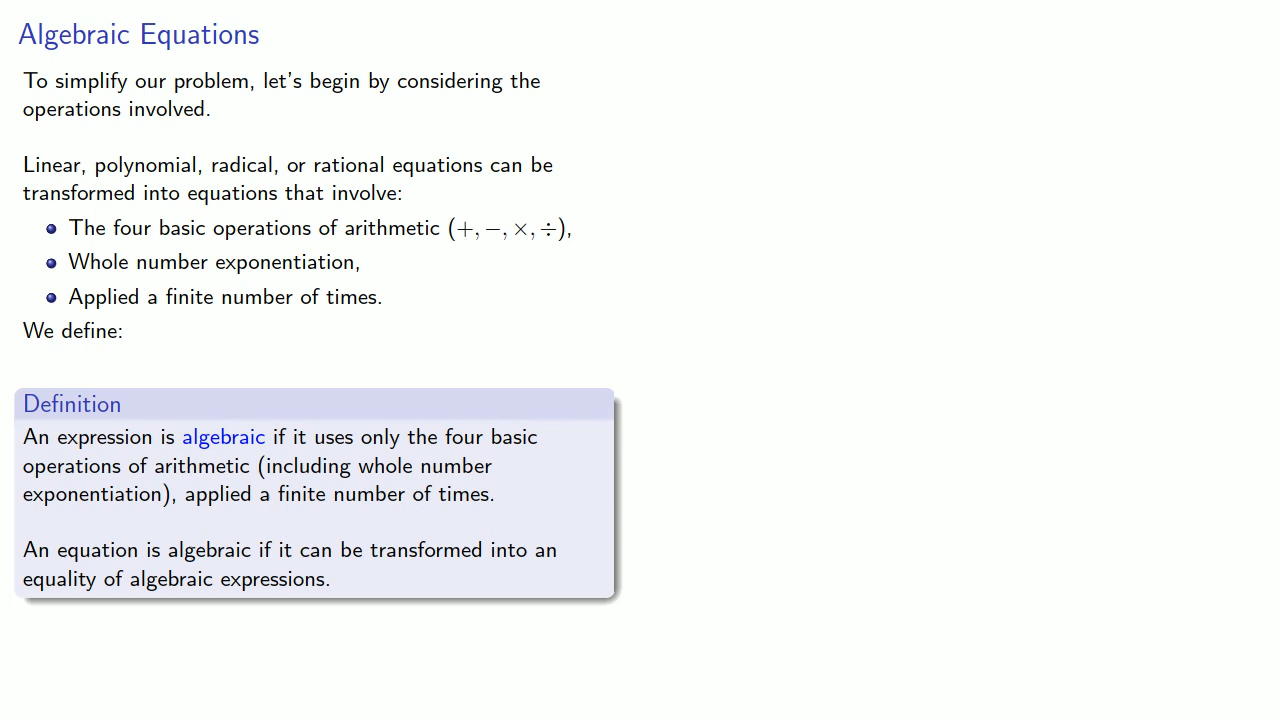 Algebraic Equations
To simplify our problem, let's begin by considering the
operations involved.
Linear, polynomial, radical, or rational equations can be
transformed into equations that involve:
The four basic operations of arithmetic (+, −, ×, ÷),
Whole number exponentiation,
Applied a finite number of times.
We define:
Definition
An expression is algebraic if it uses only the four basic
operations of arithmetic (including whole number
exponentiation), applied a finite number of times.
An equation is algebraic if it can be transformed into an
equality of algebraic expressions.